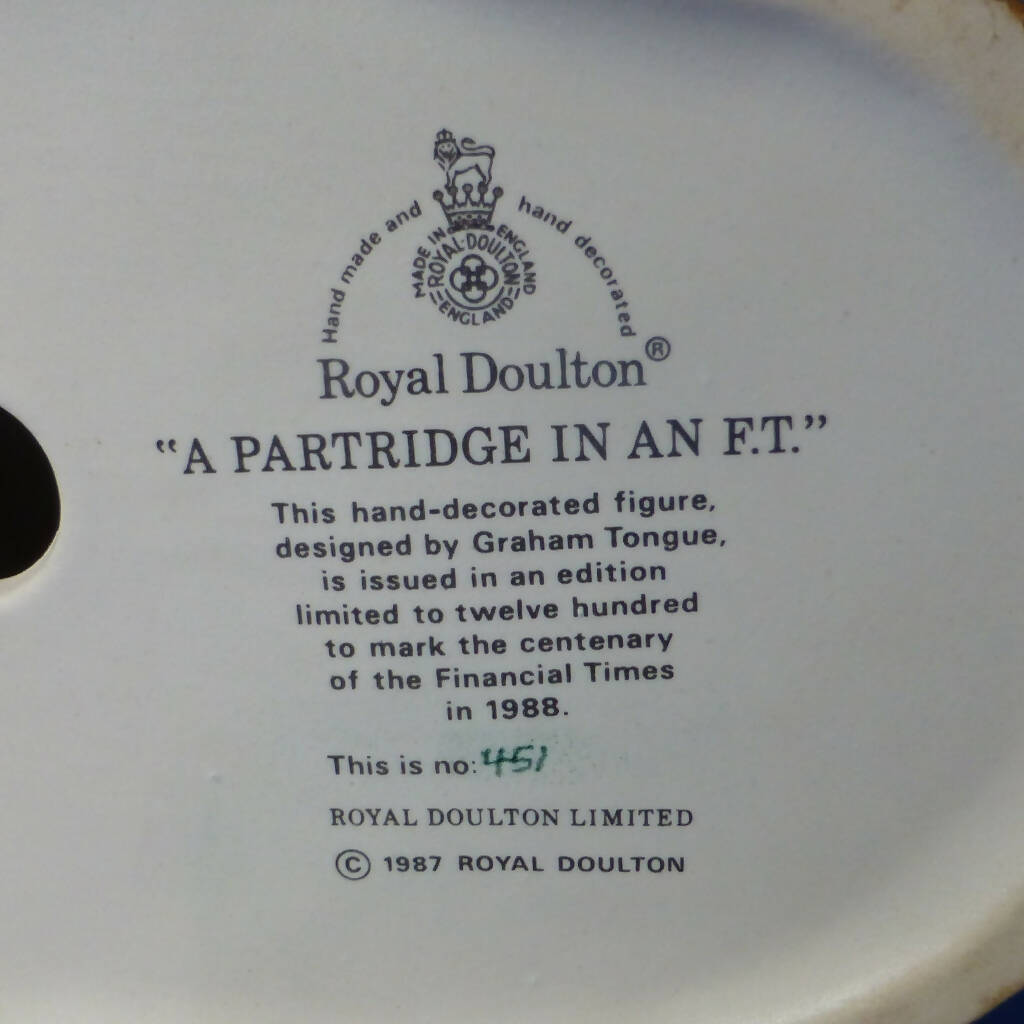 Hand made and hand decorated
MADE IN ENGLAND
ROYAL·DOULTON
ENGLAND
Royal Doulton®
“A PARTRIDGE IN AN F.T.”
This hand-decorated figure,
designed by Graham Tongue,
is issued in an edition
limited to twelve hundred
to mark the centenary
of the Financial Times
in 1988.
This is no: 451
ROYAL DOULTON LIMITED
© 1987 ROYAL DOULTON